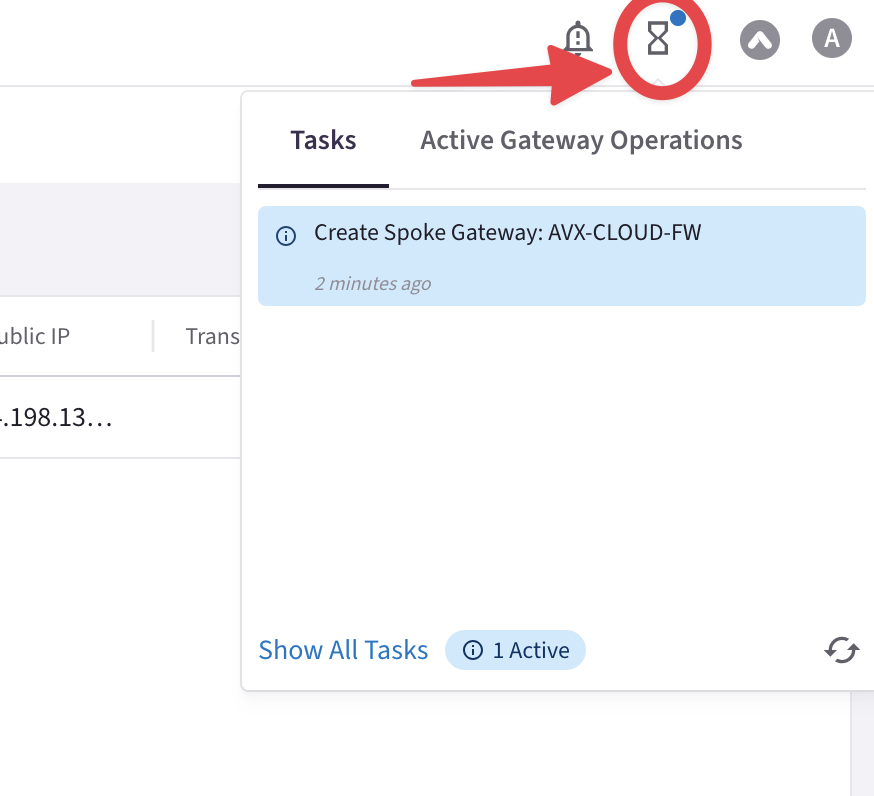 A
Tasks
Active Gateway Operations
Create Spoke Gateway: AVX-CLOUD-FW
2 minutes ago
ublic IP
Trans
.198.13…
Show All Tasks
1 Active